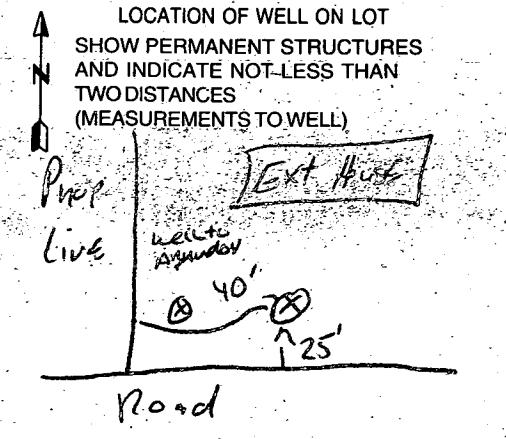 LOCATION OF WELL ON LOT
SHOW PERMANENT STRUCTURES
AND INDICATE NOT LESS THAN
TWO DISTANCES
(MEASUREMENTS TO WELL)
N
Prop
Line
Ext House
well to
40'
25'
Road